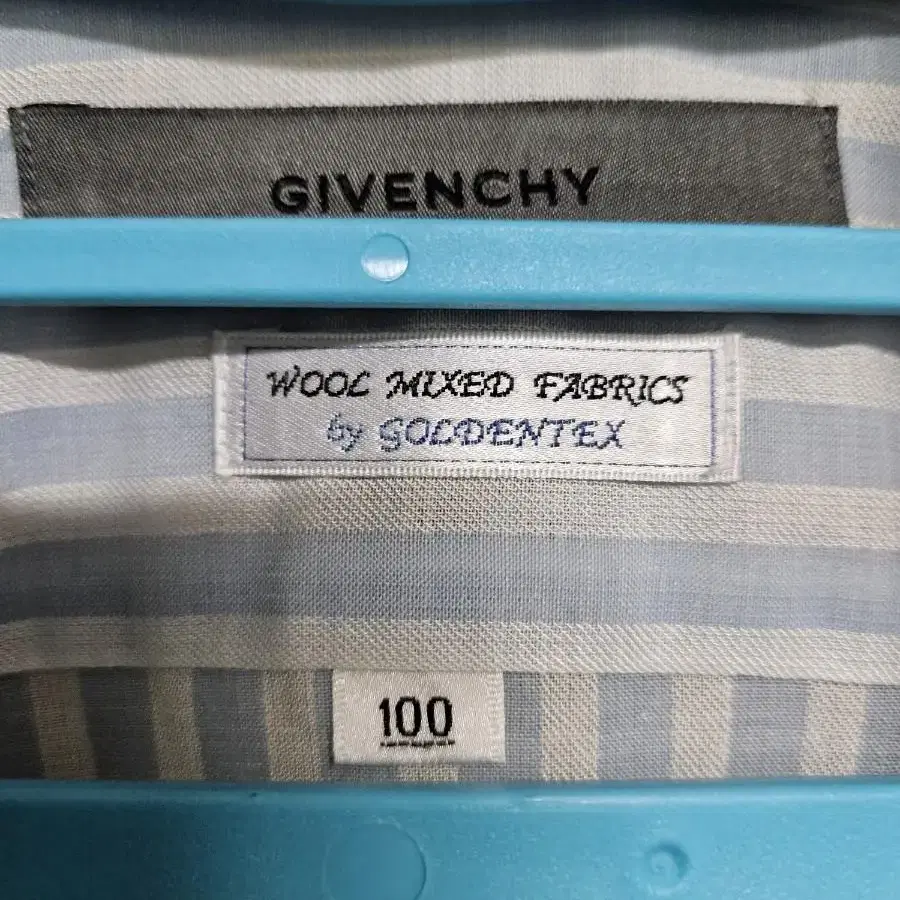 GIVENCHY
WOOL MIXED FABRICS
by GOLDENTEX
100